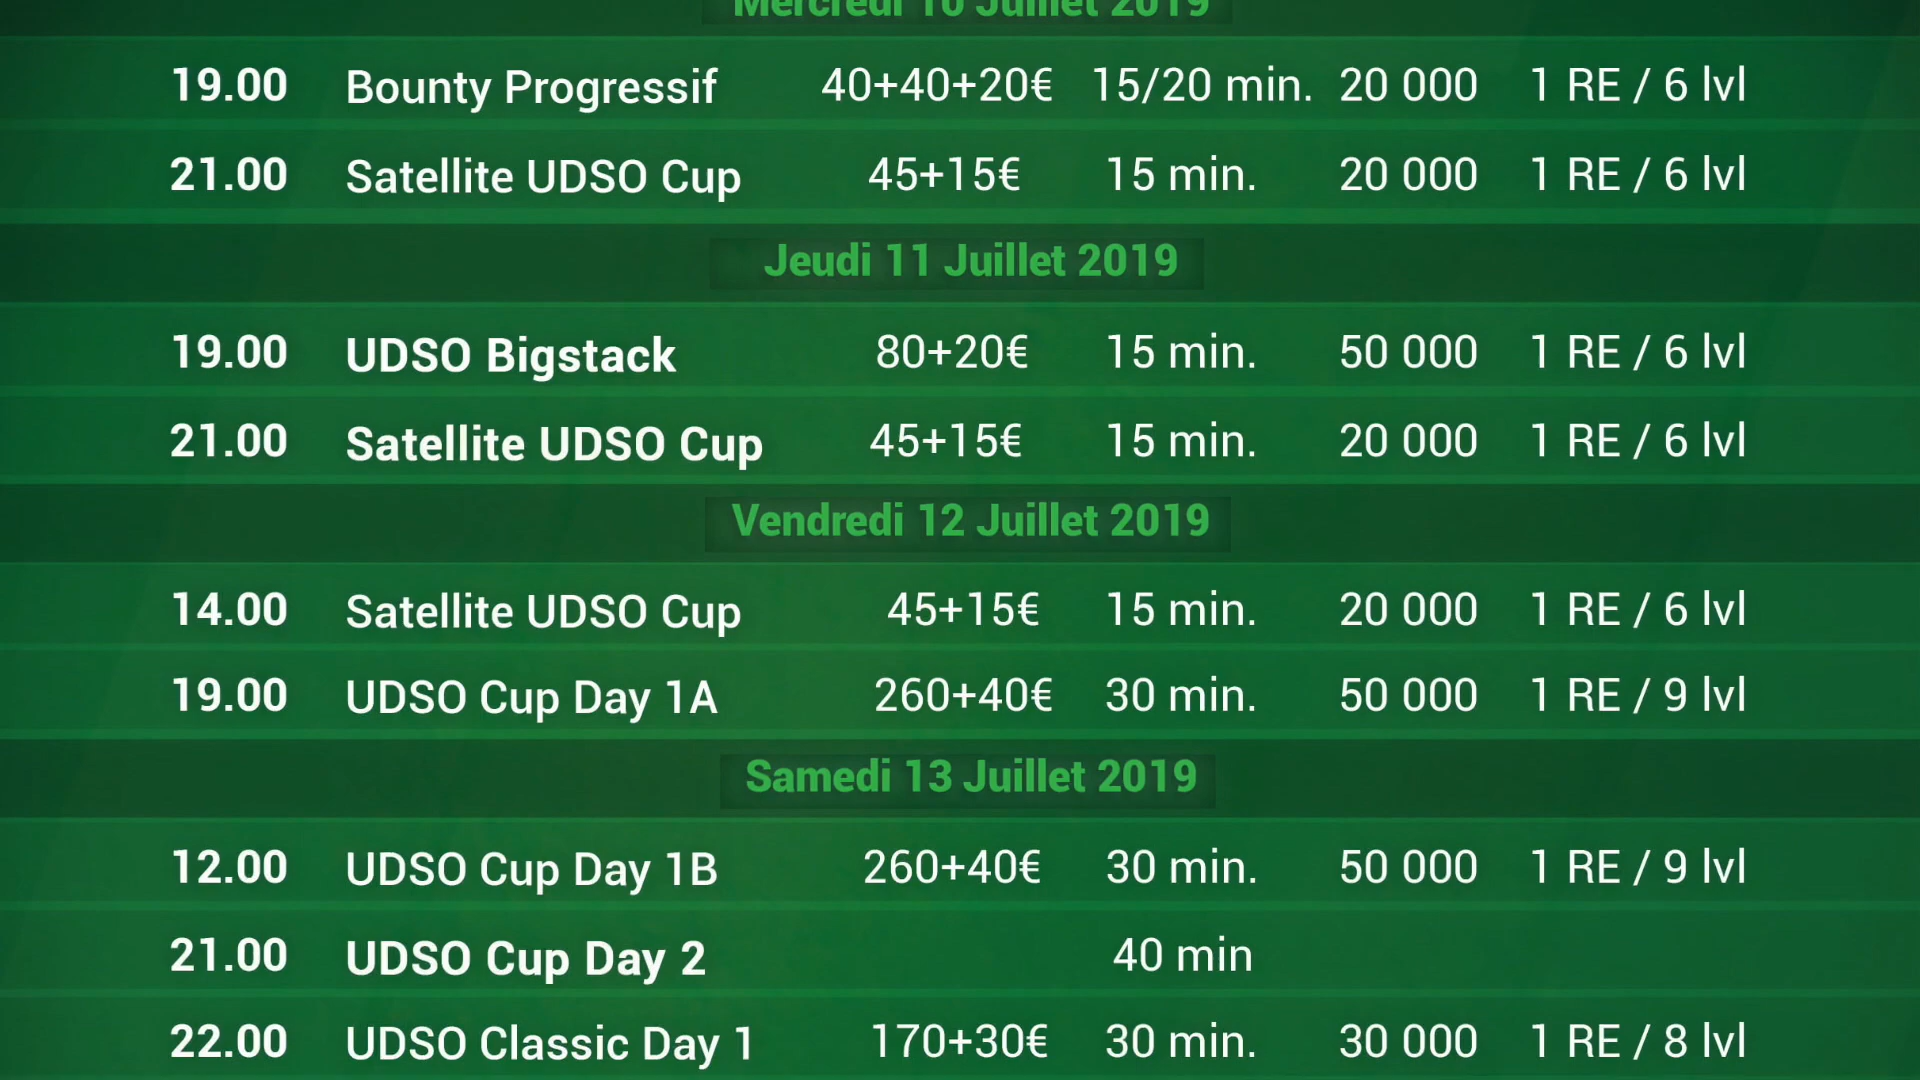 Mercredi 10 Juillet 2019
19.00 Bounty Progressif 40+40+20€ 15/20 min. 20 000 1 RE / 6 lvl
21.00 Satellite UDSO Cup 45+15€ 15 min. 20 000 1 RE / 6 lvl
Jeudi 11 Juillet 2019
19.00 UDSO Bigstack 80+20€ 15 min. 50 000 1 RE / 6 lvl
21.00 Satellite UDSO Cup 45+15€ 15 min. 20 000 1 RE / 6 lvl
Vendredi 12 Juillet 2019
14.00 Satellite UDSO Cup 45+15€ 15 min. 20 000 1 RE / 6 lvl
19.00 UDSO Cup Day 1A 260+40€ 30 min. 50 000 1 RE / 9 lvl
Samedi 13 Juillet 2019
12.00 UDSO Cup Day 1B 260+40€ 30 min. 50 000 1 RE / 9 lvl
21.00 UDSO Cup Day 2 40 min
22.00 UDSO Classic Day 1 170+30€ 30 min. 30 000 1 RE / 8 lvl